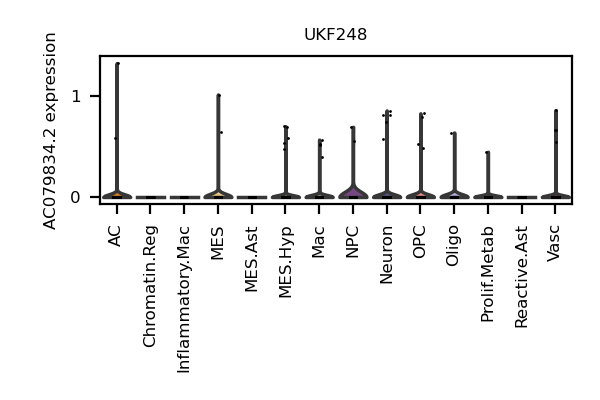 UKF248
AC079834.2 expression
1
0
AC
Chromatin.Reg
Inflammatory.Mac
MES
MES.Ast
MES.Hyp
Mac
NPC
Neuron
OPC
Oligo
Prolif.Metab
Reactive.Ast
Vasc